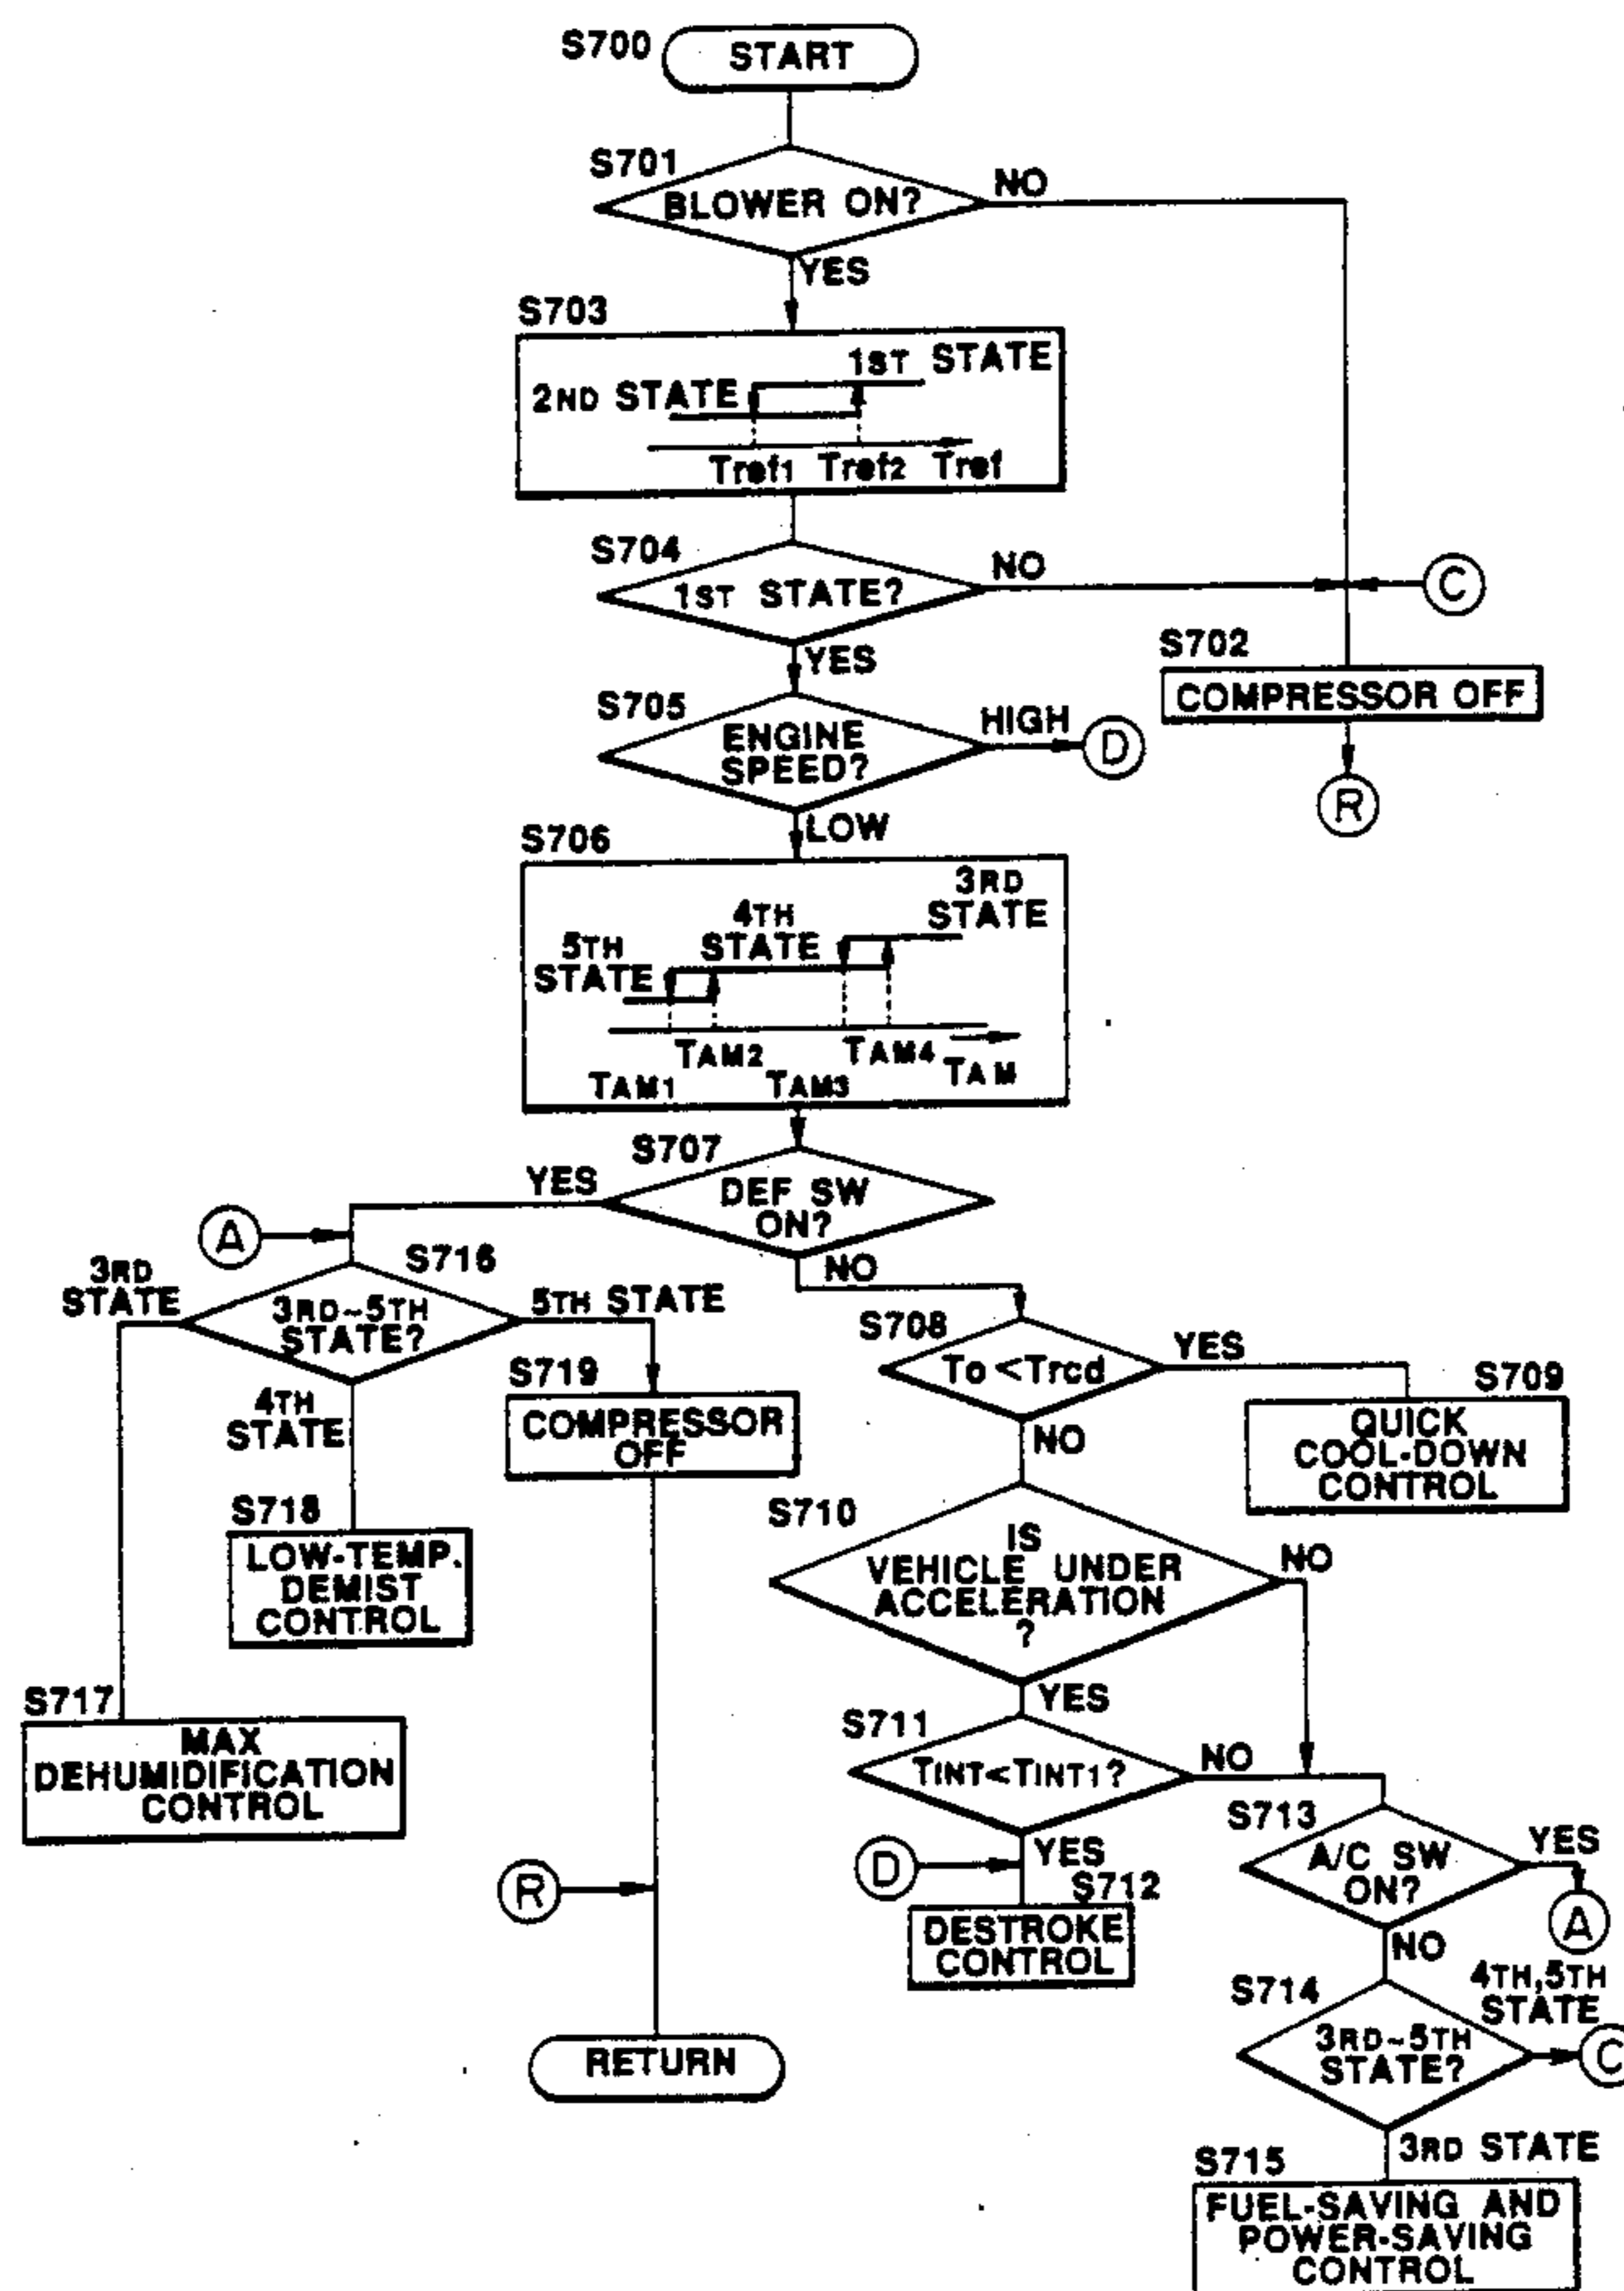 S700
START
S701
BLOWER ON?
NO
YES
S703
1ST STATE
2ND STATE
Tref1 Tref2 Tref
S704
1ST STATE?
NO
C
YES
S702
COMPRESSOR OFF
R
S705
ENGINE
SPEED?
HIGH
D
LOW
S706
3RD
STATE
4TH
STATE
5TH
STATE
TAM2
TAM4
TAM
TAM1
TAM3
S707
DEF SW
ON?
YES
NO
A
S716
3RD~5TH
STATE?
3RD
STATE
5TH STATE
4TH
STATE
S719
COMPRESSOR
OFF
S718
LOW-TEMP.
DEMIST
CONTROL
S717
MAX
DEHUMIDIFICATION
CONTROL
S708
To<Trcd
YES
S709
QUICK
COOL-DOWN
CONTROL
NO
S710
IS
VEHICLE UNDER
ACCELERATION
?
NO
YES
S711
TINT<TINT1?
NO
YES
D
S712
DESTROKE
CONTROL
S713
A/C SW
ON?
YES
A
NO
S714
3RD~5TH
STATE?
4TH,5TH
STATE
C
3RD STATE
S715
FUEL-SAVING AND
POWER-SAVING
CONTROL
R
RETURN